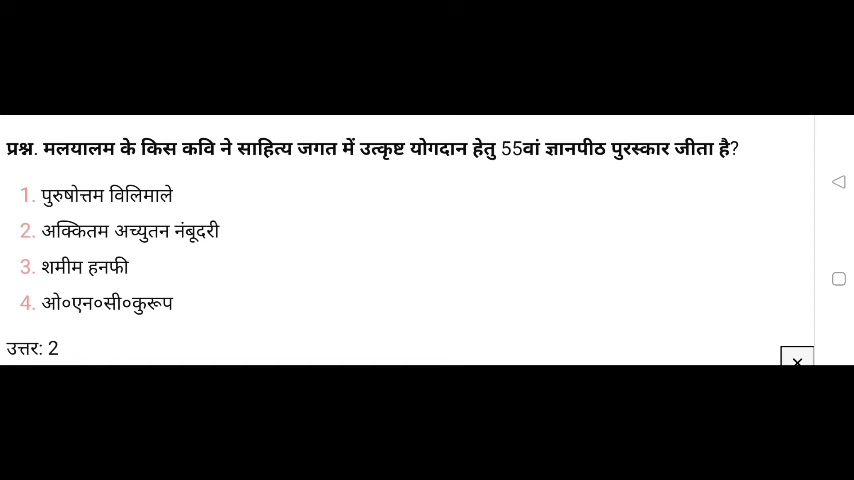 प्रश्न. मलयालम के किस कवि ने साहित्य जगत में उत्कृष्ट योगदान हेतु 55वां ज्ञानपीठ पुरस्कार जीता है?
1. पुरुषोत्तम विलिमाले
2. अक्कितम अच्युतन नंबूदरी
3. शमीम हनफी
4. ओ०एन०सी०कुरूप
उत्तर: 2